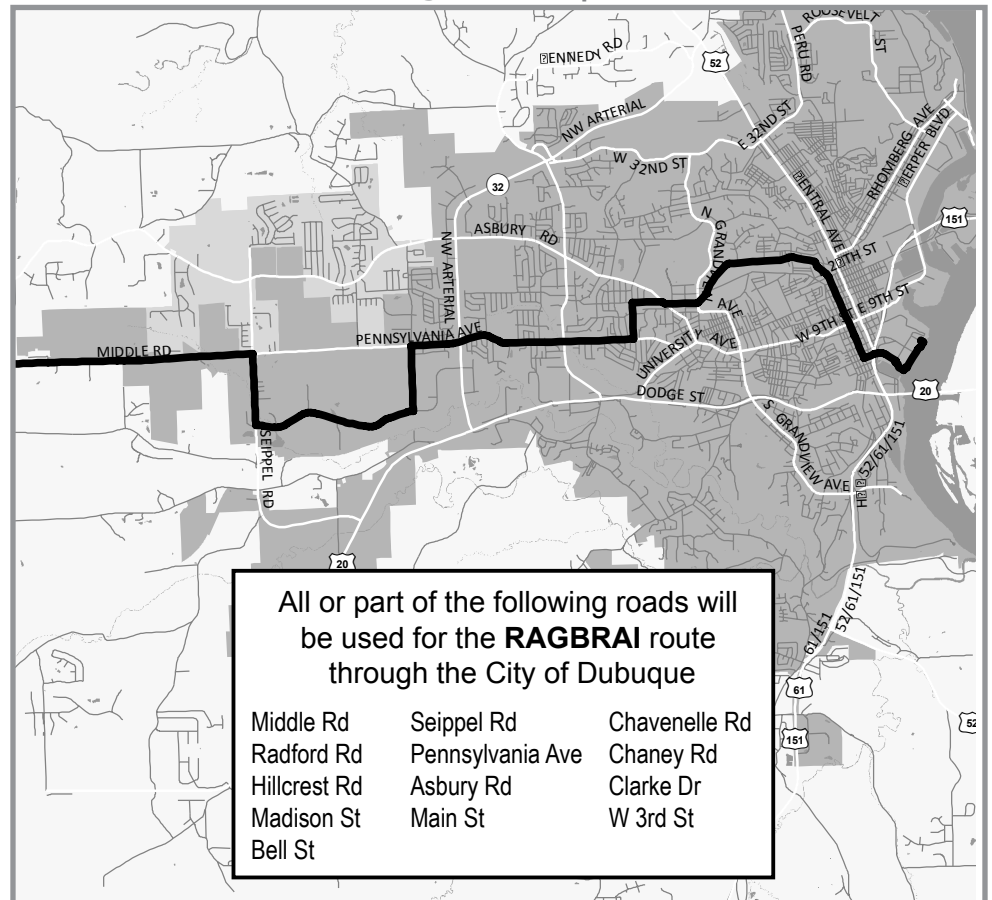 ROOSEVELT
ST
PERU RD
52
⍰ENNEDY RD
NW ARTERIAL
E 32ND ST
W 32ND ST
RHOMBERG AVE
⍰ERPER BLVD
⍰ENTRAL AVE
32
151
N GRANDVIEW AVE
ASBURY RD
NW ARTERIAL
2⍰TH ST
E 9TH ST
W 9TH ST
PENNSYLVANIA AVE
MIDDLE RD
UNIVERSITY AVE
DODGE ST
20
S GRANDVIEW AVE
SEIPPEL RD
52/61/151
20
52/61/151
61/151
61
151
52
All or part of the following roads will
be used for the RAGBRAI route
through the City of Dubuque
Middle Rd Seippel Rd Chavenelle Rd
Radford Rd Pennsylvania Ave Chaney Rd
Hillcrest Rd Asbury Rd Clarke Dr
Madison St Main St W 3rd St
Bell St